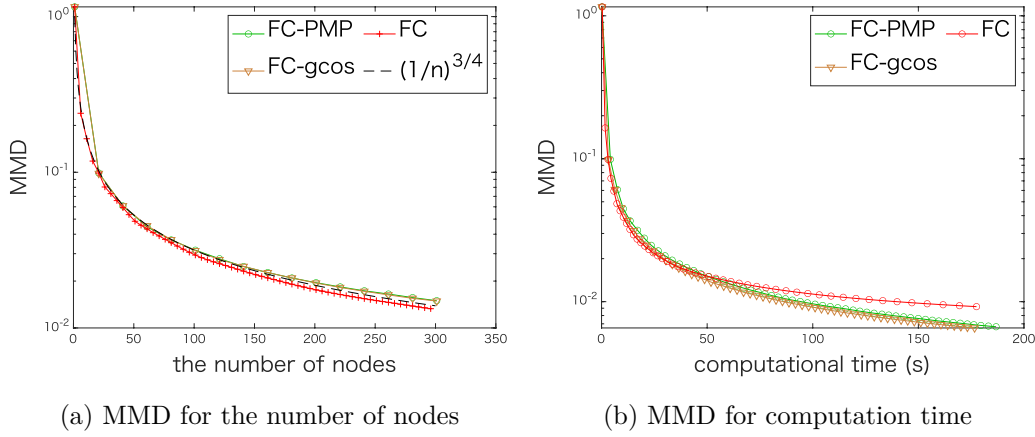 10^0
10^-1
10^-2
MMD
FC-PMP
FC
FC-gcos
(1/n)^3/4
0 50 100 150 200 250 300 350
the number of nodes
(a) MMD for the number of nodes
10^0
10^-1
10^-2
MMD
FC-PMP
FC
FC-gcos
0 50 100 150 200
computational time (s)
(b) MMD for computation time